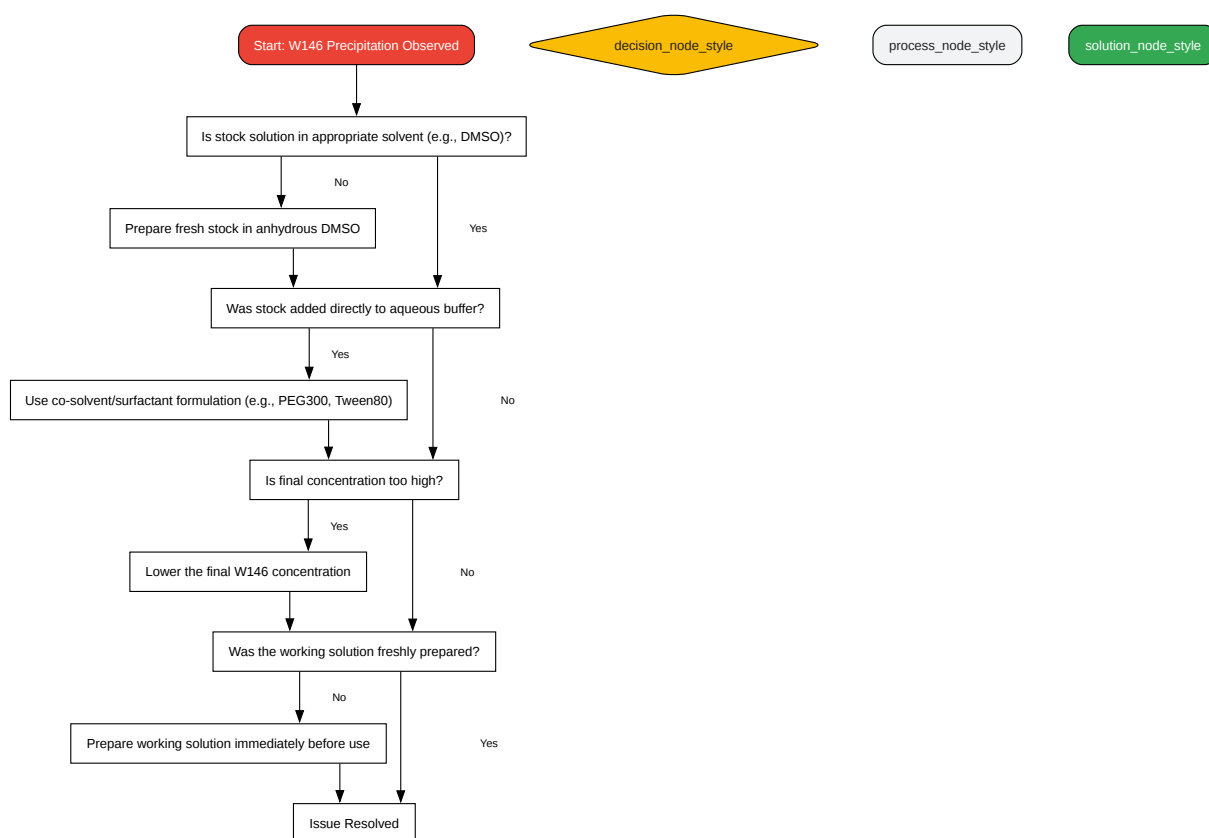 Start: W146 Precipitation Observed
decision_node_style
process_node_style
solution_node_style
Is stock solution in appropriate solvent (e.g., DMSO)?
No
Prepare fresh stock in anhydrous DMSO
Yes
Was stock added directly to aqueous buffer?
Yes
Use co-solvent/surfactant formulation (e.g., PEG300, Tween80)
No
Is final concentration too high?
Yes
Lower the final W146 concentration
No
Was the working solution freshly prepared?
No
Prepare working solution immediately before use
Yes
Issue Resolved